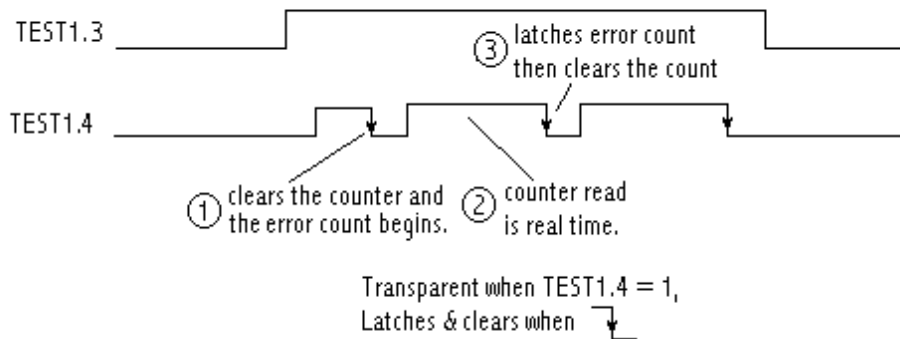 TEST1.3
③ latches error count
then clears the count
TEST1.4
① clears the counter and
the error count begins.
② counter read
is real time.
Transparent when TEST1.4 = 1,
Latches & clears when